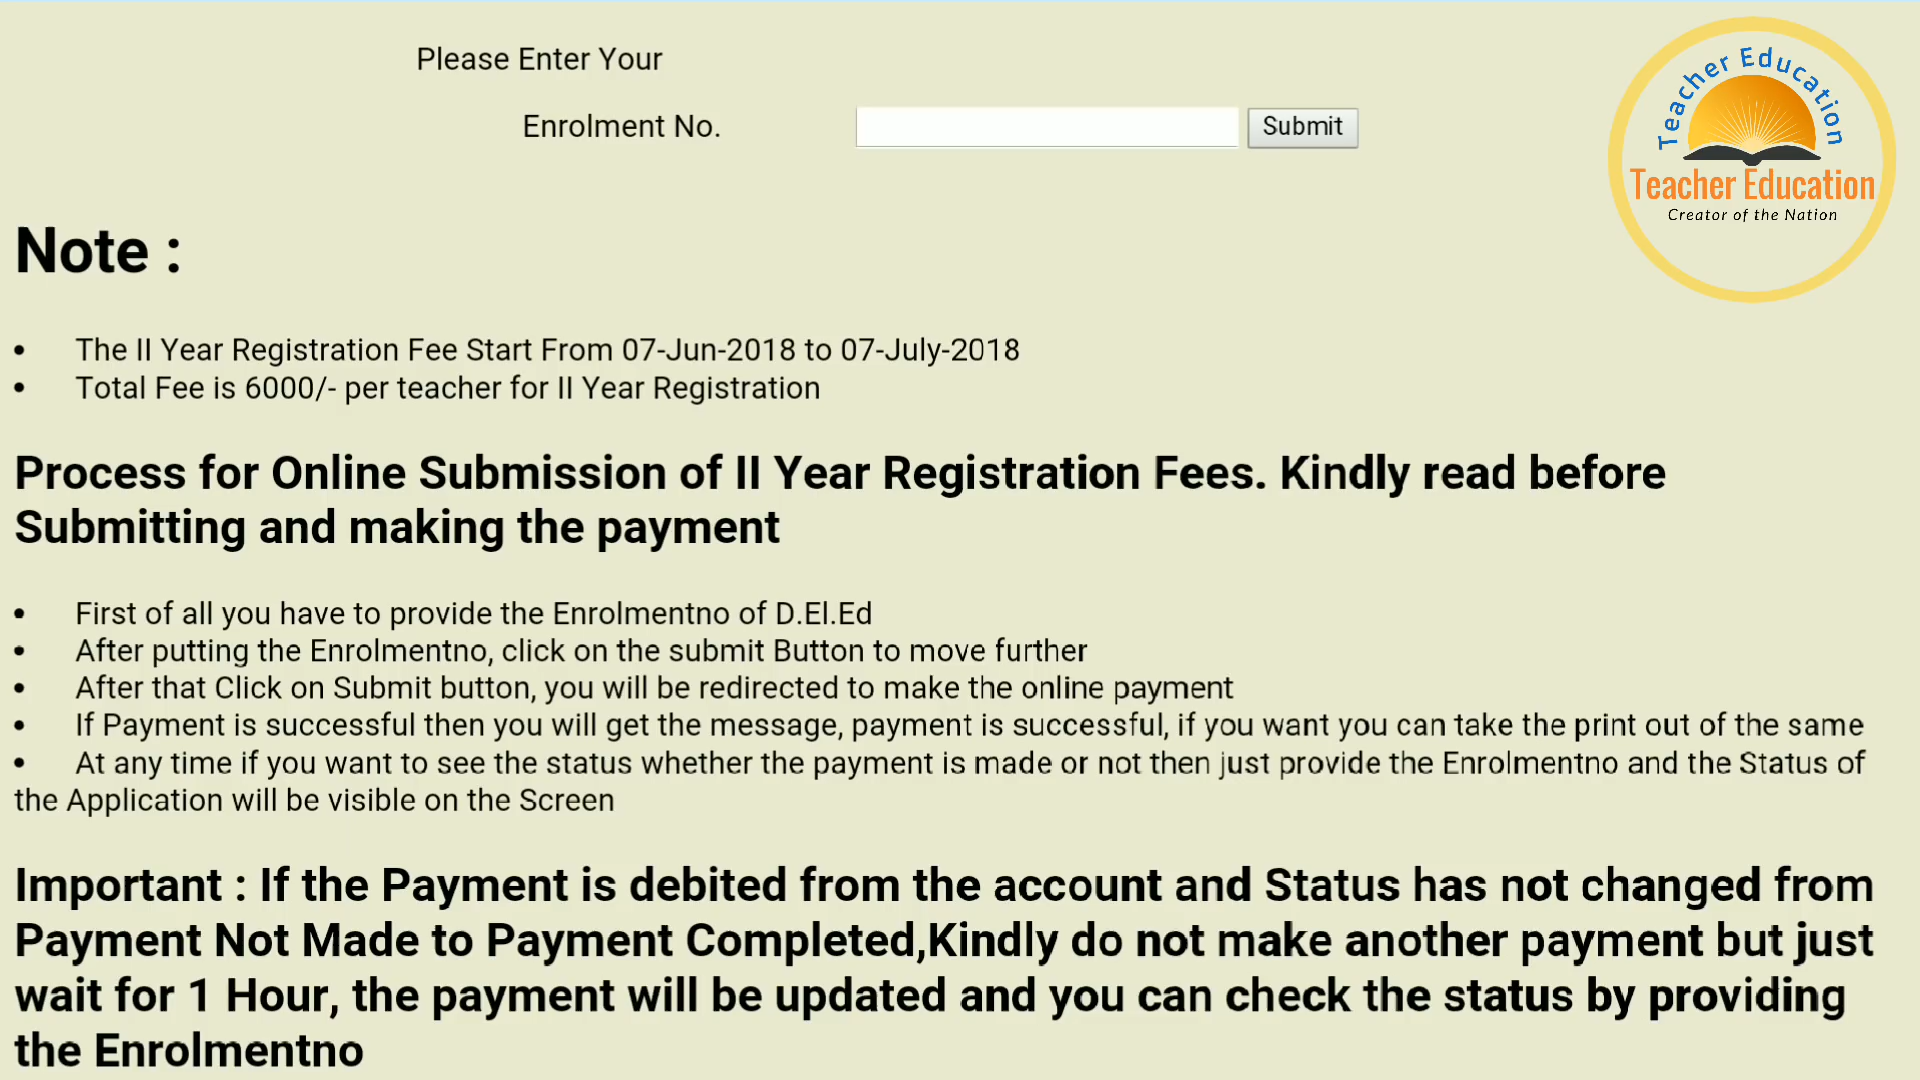 Please Enter Your
Enrolment No.
Submit
Teacher Education
Teacher Education
Creator of the Nation
Note :
• The II Year Registration Fee Start From 07-Jun-2018 to 07-July-2018
• Total Fee is 6000/- per teacher for II Year Registration
Process for Online Submission of II Year Registration Fees. Kindly read before
Submitting and making the payment
• First of all you have to provide the Enrolmentno of D.El.Ed
• After putting the Enrolmentno, click on the submit Button to move further
• After that Click on Submit button, you will be redirected to make the online payment
• If Payment is successful then you will get the message, payment is successful, if you want you can take the print out of the same
• At any time if you want to see the status whether the payment is made or not then just provide the Enrolmentno and the Status of
the Application will be visible on the Screen
Important : If the Payment is debited from the account and Status has not changed from
Payment Not Made to Payment Completed,Kindly do not make another payment but just
wait for 1 Hour, the payment will be updated and you can check the status by providing
the Enrolmentno